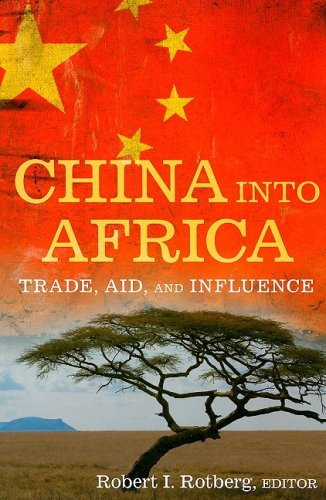 CHINA INTO
AFRICA
TRADE, AID, AND INFLUENCE
Robert I. Rotberg, EDITOR